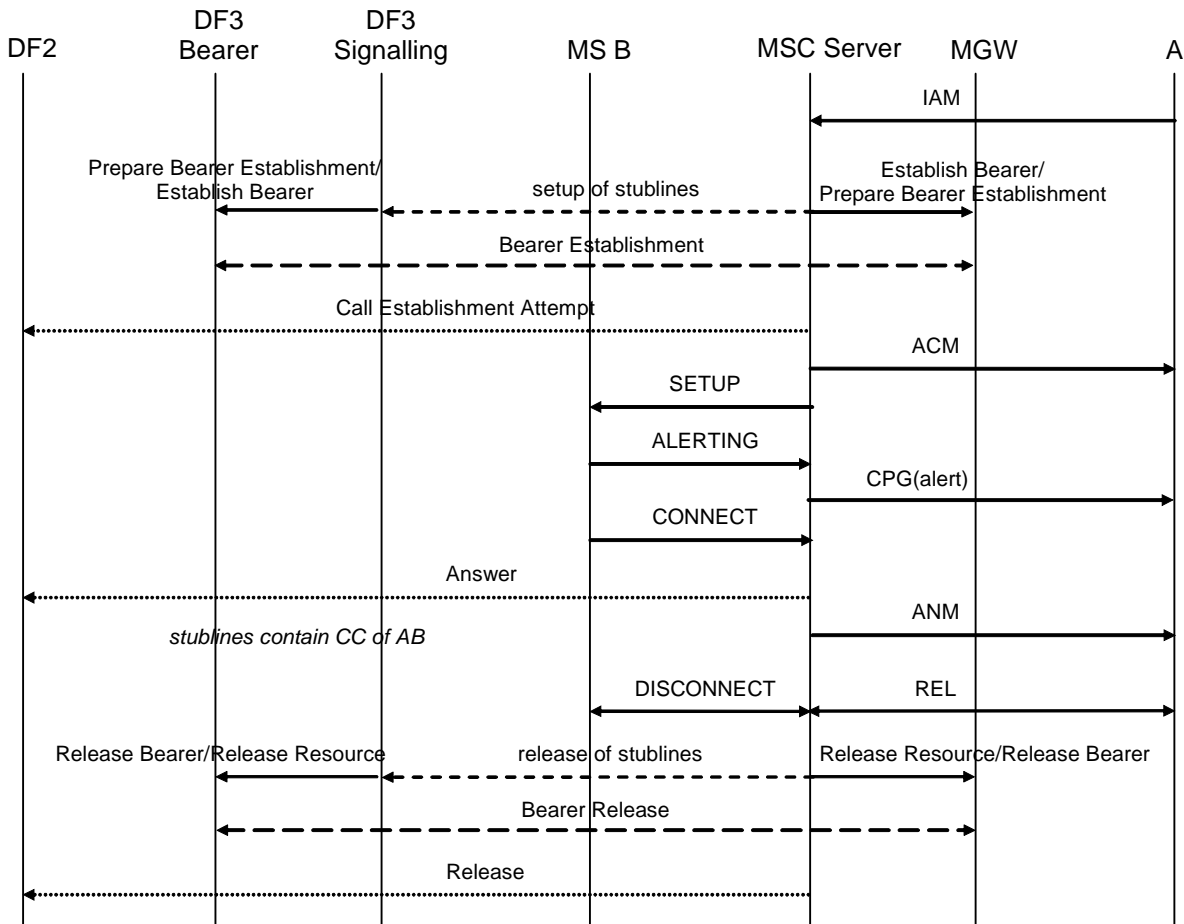 DF2
DF3
Bearer
DF3
Signalling
MS B
MSC Server
MGW
A
IAM
Prepare Bearer Establishment/
Establish Bearer
setup of stublines
Establish Bearer/
Prepare Bearer Establishment
Bearer Establishment
Call Establishment Attempt
ACM
SETUP
ALERTING
CPG(alert)
CONNECT
Answer
ANM
stublines contain CC of AB
DISCONNECT
REL
Release Bearer/Release Resource
release of stublines
Release Resource/Release Bearer
Bearer Release
Release